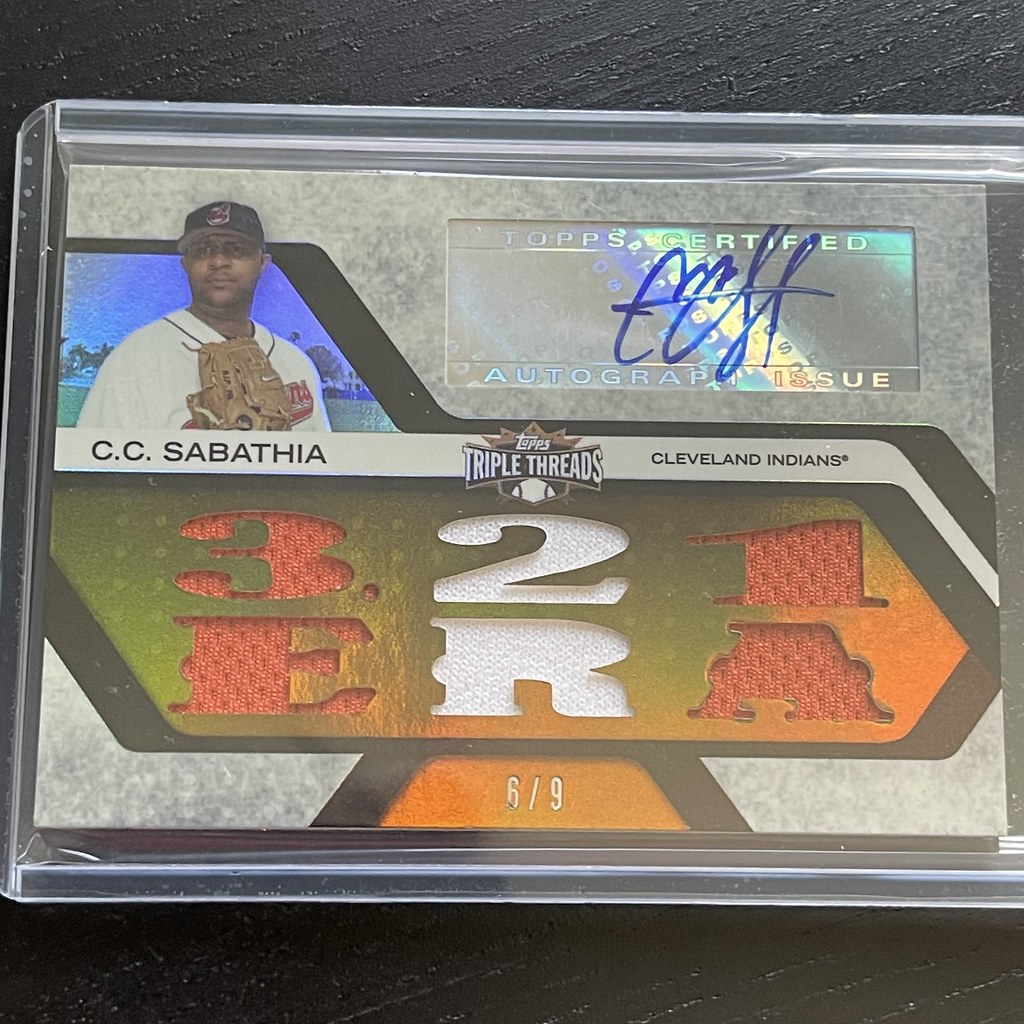 TOPPS CERTIFIED
AUTOGRAPH ISSUE
C.C. SABATHIA
Topps
TRIPLE THREADS
CLEVELAND INDIANS®
3.21
ERA
6/9